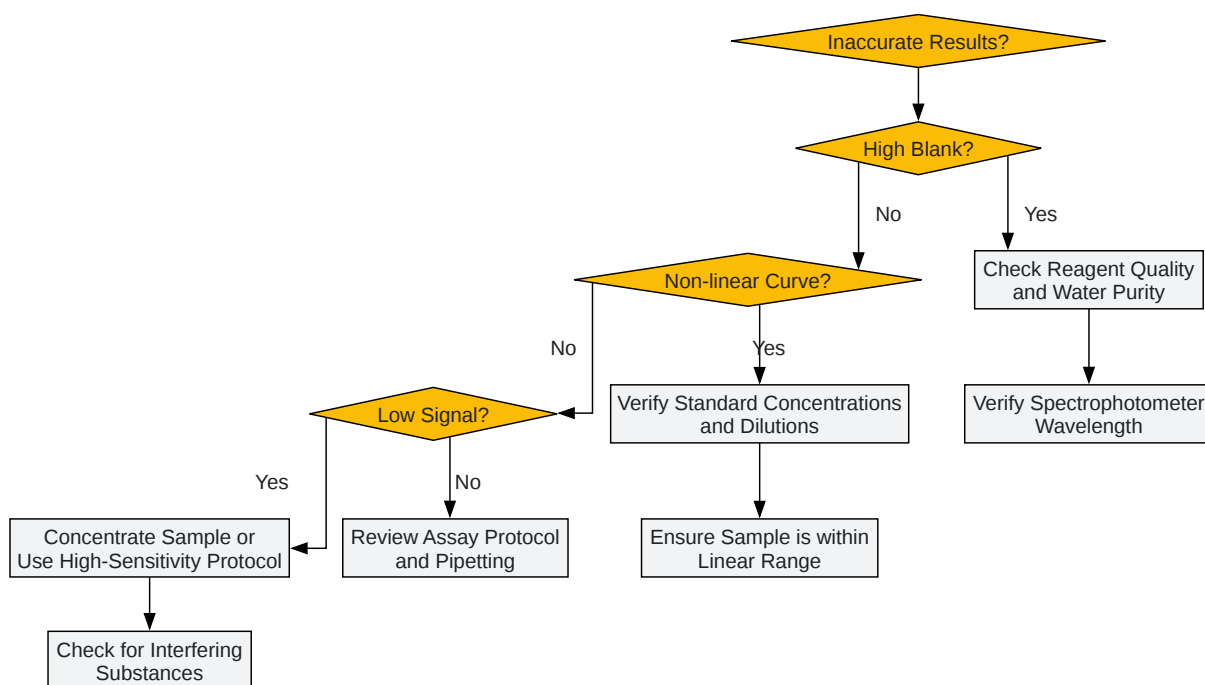 Inaccurate Results?
High Blank?
No
Yes
Non-linear Curve?
Check Reagent Quality
and Water Purity
No
Yes
Low Signal?
Verify Standard Concentrations
and Dilutions
Verify Spectrophotometer
Wavelength
Yes
No
Concentrate Sample or
Use High-Sensitivity Protocol
Review Assay Protocol
and Pipetting
Ensure Sample is within
Linear Range
Check for Interfering
Substances